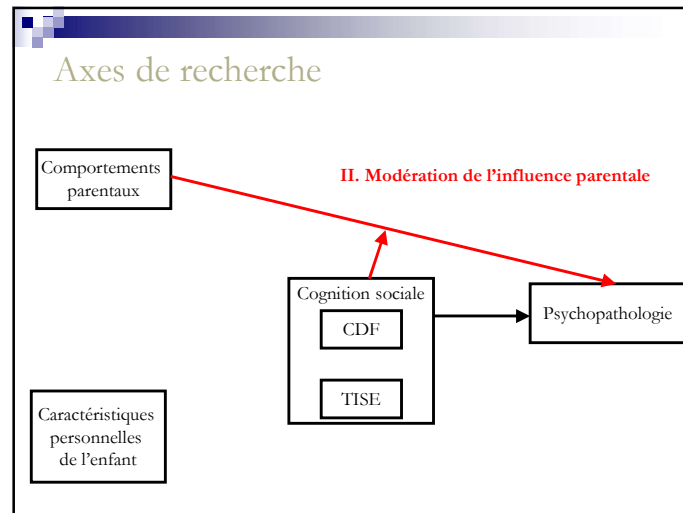 Axes de recherche
Comportements
parentaux
II. Modération de l'influence parentale
Cognition sociale
CDF
TISE
Psychopathologie
Caractéristiques
personnelles
de l'enfant